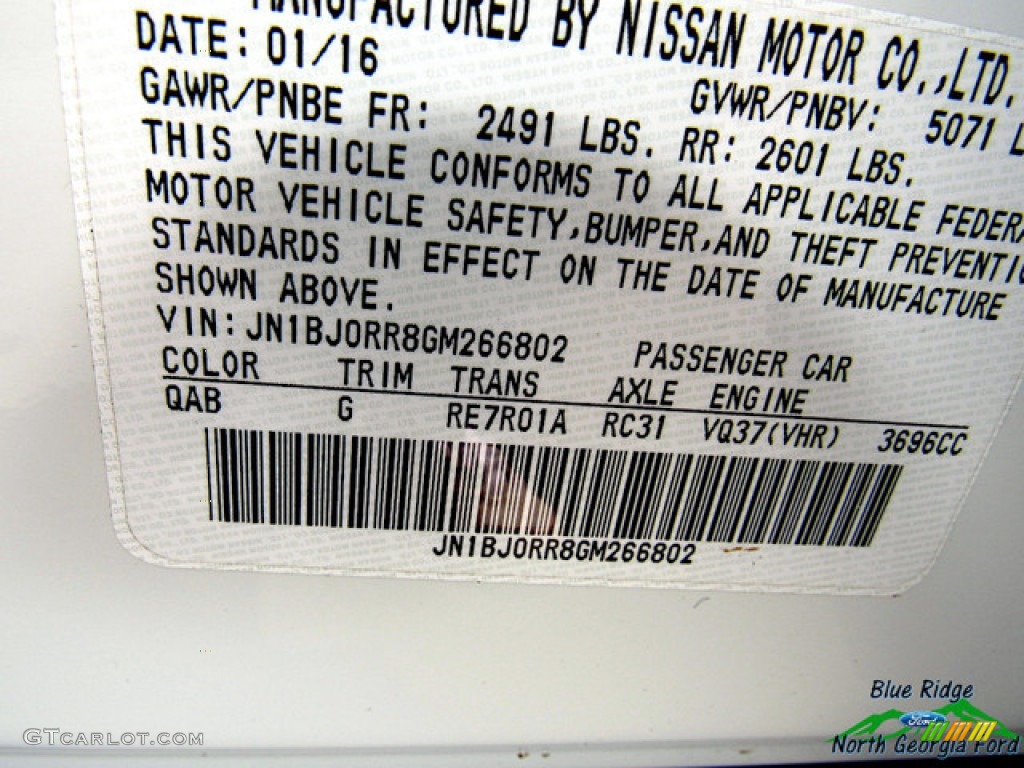 MANUFACTURED BY NISSAN MOTOR CO.,LTD.
DATE: 01/16
GVWR/PNBV: 5071 L
GAWR/PNBE FR: 2491 LBS. RR: 2601 LBS.
THIS VEHICLE CONFORMS TO ALL APPLICABLE FEDERA
MOTOR VEHICLE SAFETY,BUMPER,AND THEFT PREVENTIO
STANDARDS IN EFFECT ON THE DATE OF MANUFACTURE
SHOWN ABOVE.
VIN: JN1BJ0RR8GM266802 PASSENGER CAR
COLOR TRIM TRANS AXLE ENGINE
QAB G RE7R01A RC31 VQ37(VHR) 3696CC
JN1BJ0RR8GM266802
Blue Ridge
Ford
North Georgia Ford
GTcarlot.com